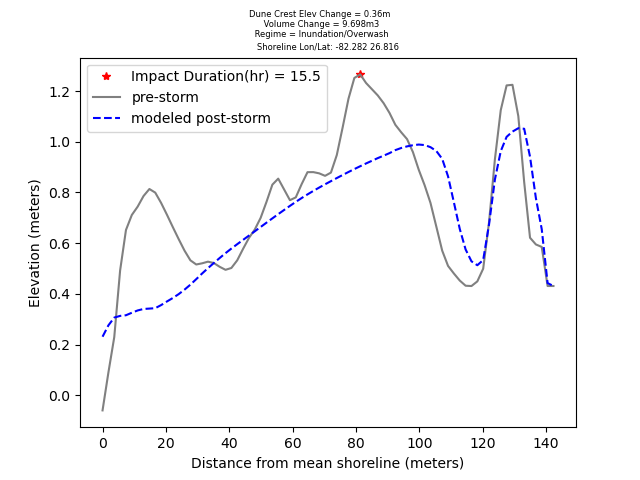 Dune Crest Elev Change = 0.36m
Volume Change = 9.698m3
Regime = Inundation/Overwash
Shoreline Lon/Lat: -82.282 26.816
Impact Duration(hr) = 15.5
pre-storm
modeled post-storm
Elevation (meters)
1.2
1.0
0.8
0.6
0.4
0.2
0.0
0 20 40 60 80 100 120 140
Distance from mean shoreline (meters)